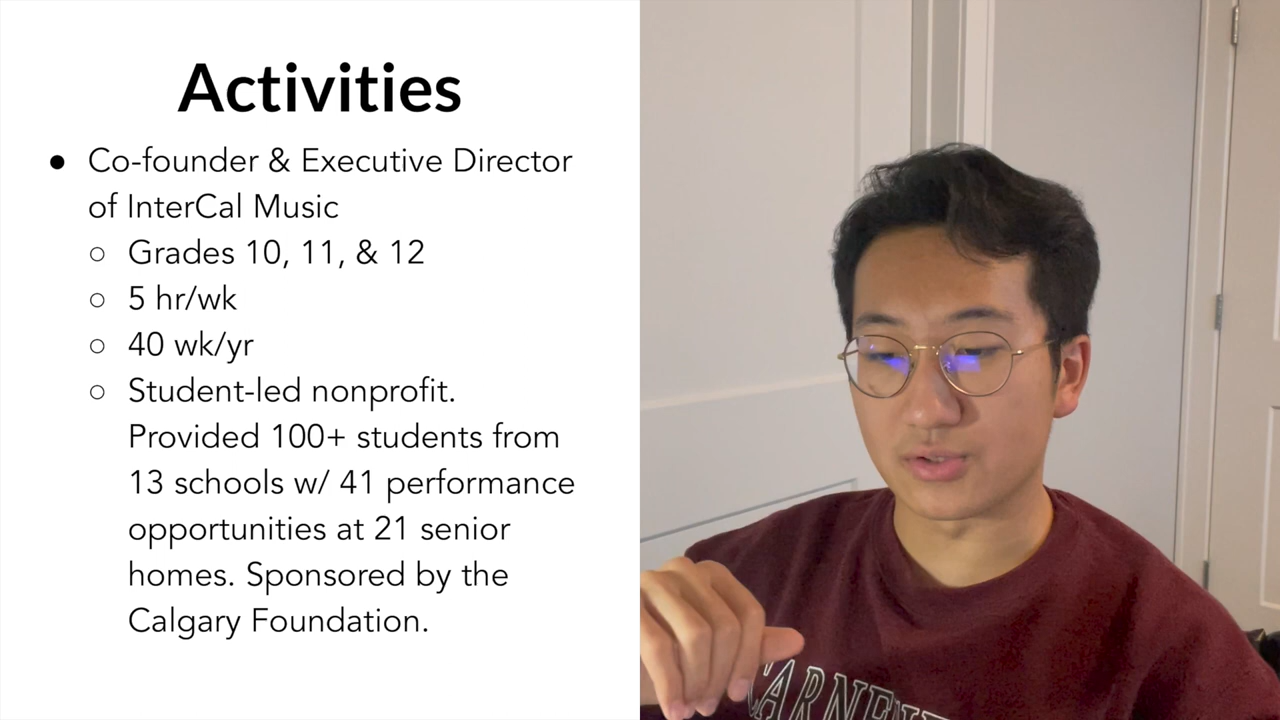 Activities
● Co-founder & Executive Director
of InterCal Music
○ Grades 10, 11, & 12
○ 5 hr/wk
○ 40 wk/yr
○ Student-led nonprofit.
Provided 100+ students from
13 schools w/ 41 performance
opportunities at 21 senior
homes. Sponsored by the
Calgary Foundation.